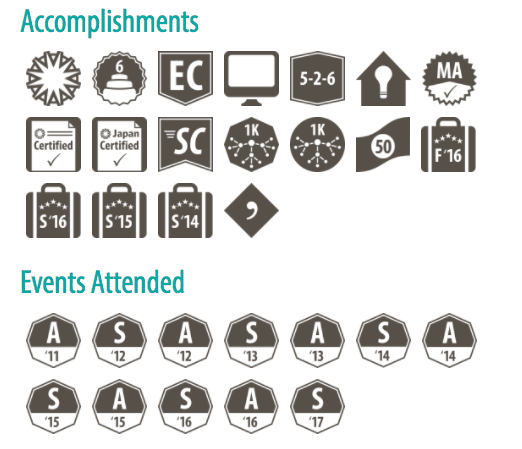 Accomplishments
6 EC 5-2-6 MA
Certified Japan Certified SC 1K 1K 50 F'16
S'16 S'15 S'14 ,
Events Attended
A '11 S '12 A '12 S '13 A '13 S '14 A '14
S '15 A '15 S '16 A '16 S '17